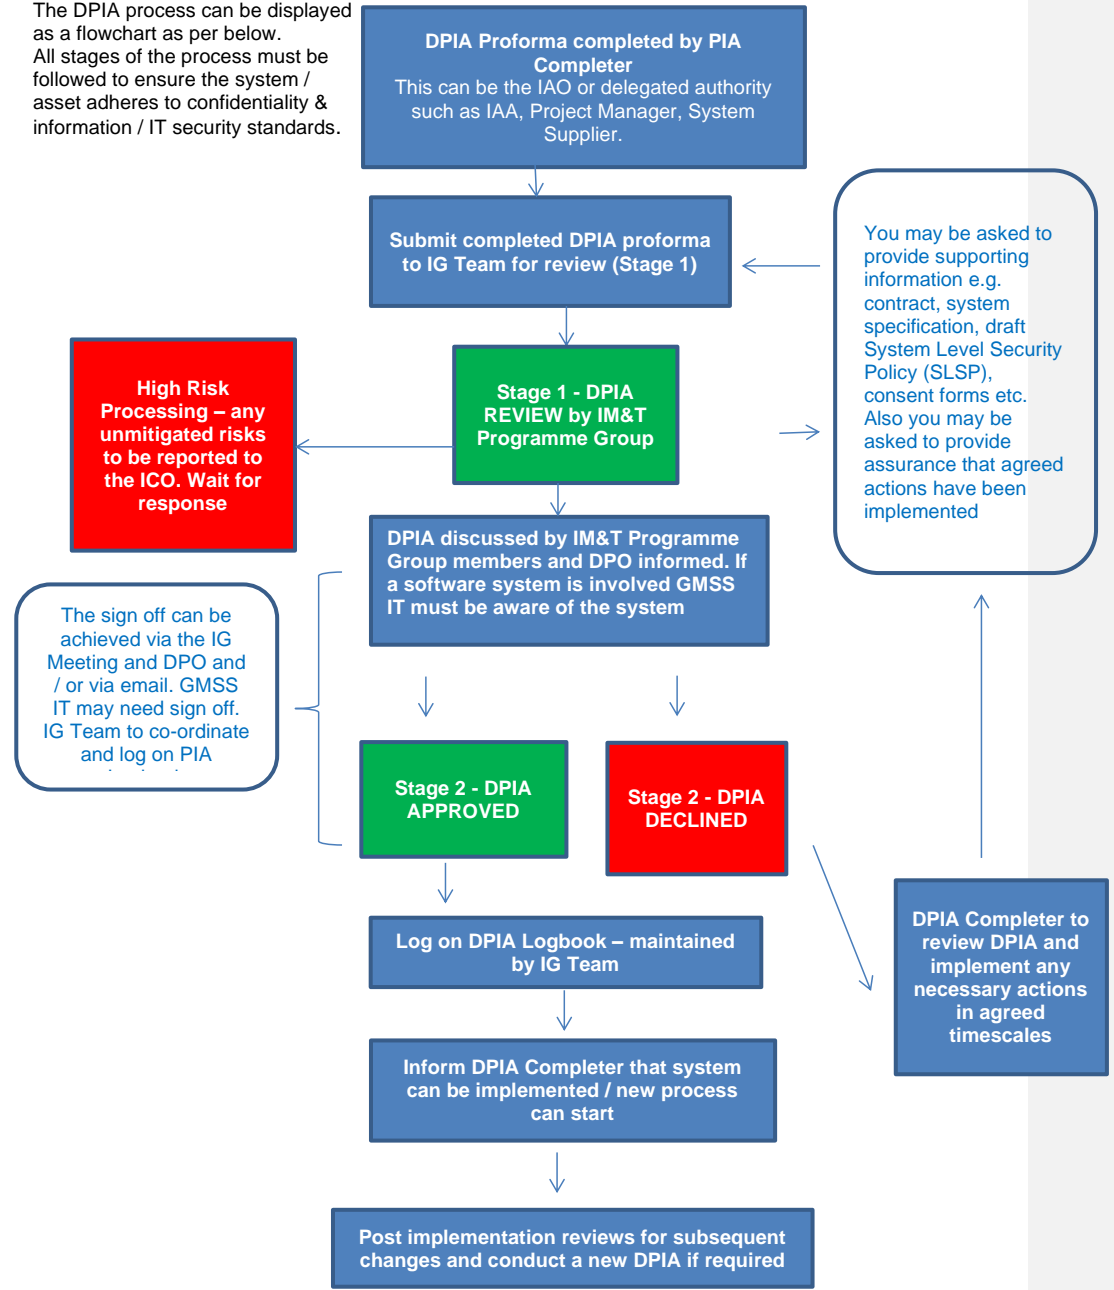 The DPIA process can be displayed
as a flowchart as per below.
All stages of the process must be
followed to ensure the system /
asset adheres to confidentiality &
information / IT security standards.
DPIA Proforma completed by PIA
Completer
This can be the IAO or delegated authority
such as IAA, Project Manager, System
Supplier.
Submit completed DPIA proforma
to IG Team for review (Stage 1)
You may be asked to
provide supporting
information e.g.
contract, system
specification, draft
System Level Security
Policy (SLSP),
consent forms etc.
Also you may be
asked to provide
assurance that agreed
actions have been
implemented
High Risk
Processing – any
unmitigated risks
to be reported to
the ICO. Wait for
response
Stage 1 - DPIA
REVIEW by IM&T
Programme Group
DPIA discussed by IM&T Programme
Group members and DPO informed. If
a software system is involved GMSS
IT must be aware of the system
The sign off can be
achieved via the IG
Meeting and DPO and
/ or via email. GMSS
IT may need sign off.
IG Team to co-ordinate
and log on PIA
Stage 2 - DPIA
APPROVED
Stage 2 - DPIA
DECLINED
DPIA Completer to
review DPIA and
implement any
necessary actions
in agreed
timescales
Log on DPIA Logbook – maintained
by IG Team
Inform DPIA Completer that system
can be implemented / new process
can start
Post implementation reviews for subsequent
changes and conduct a new DPIA if required